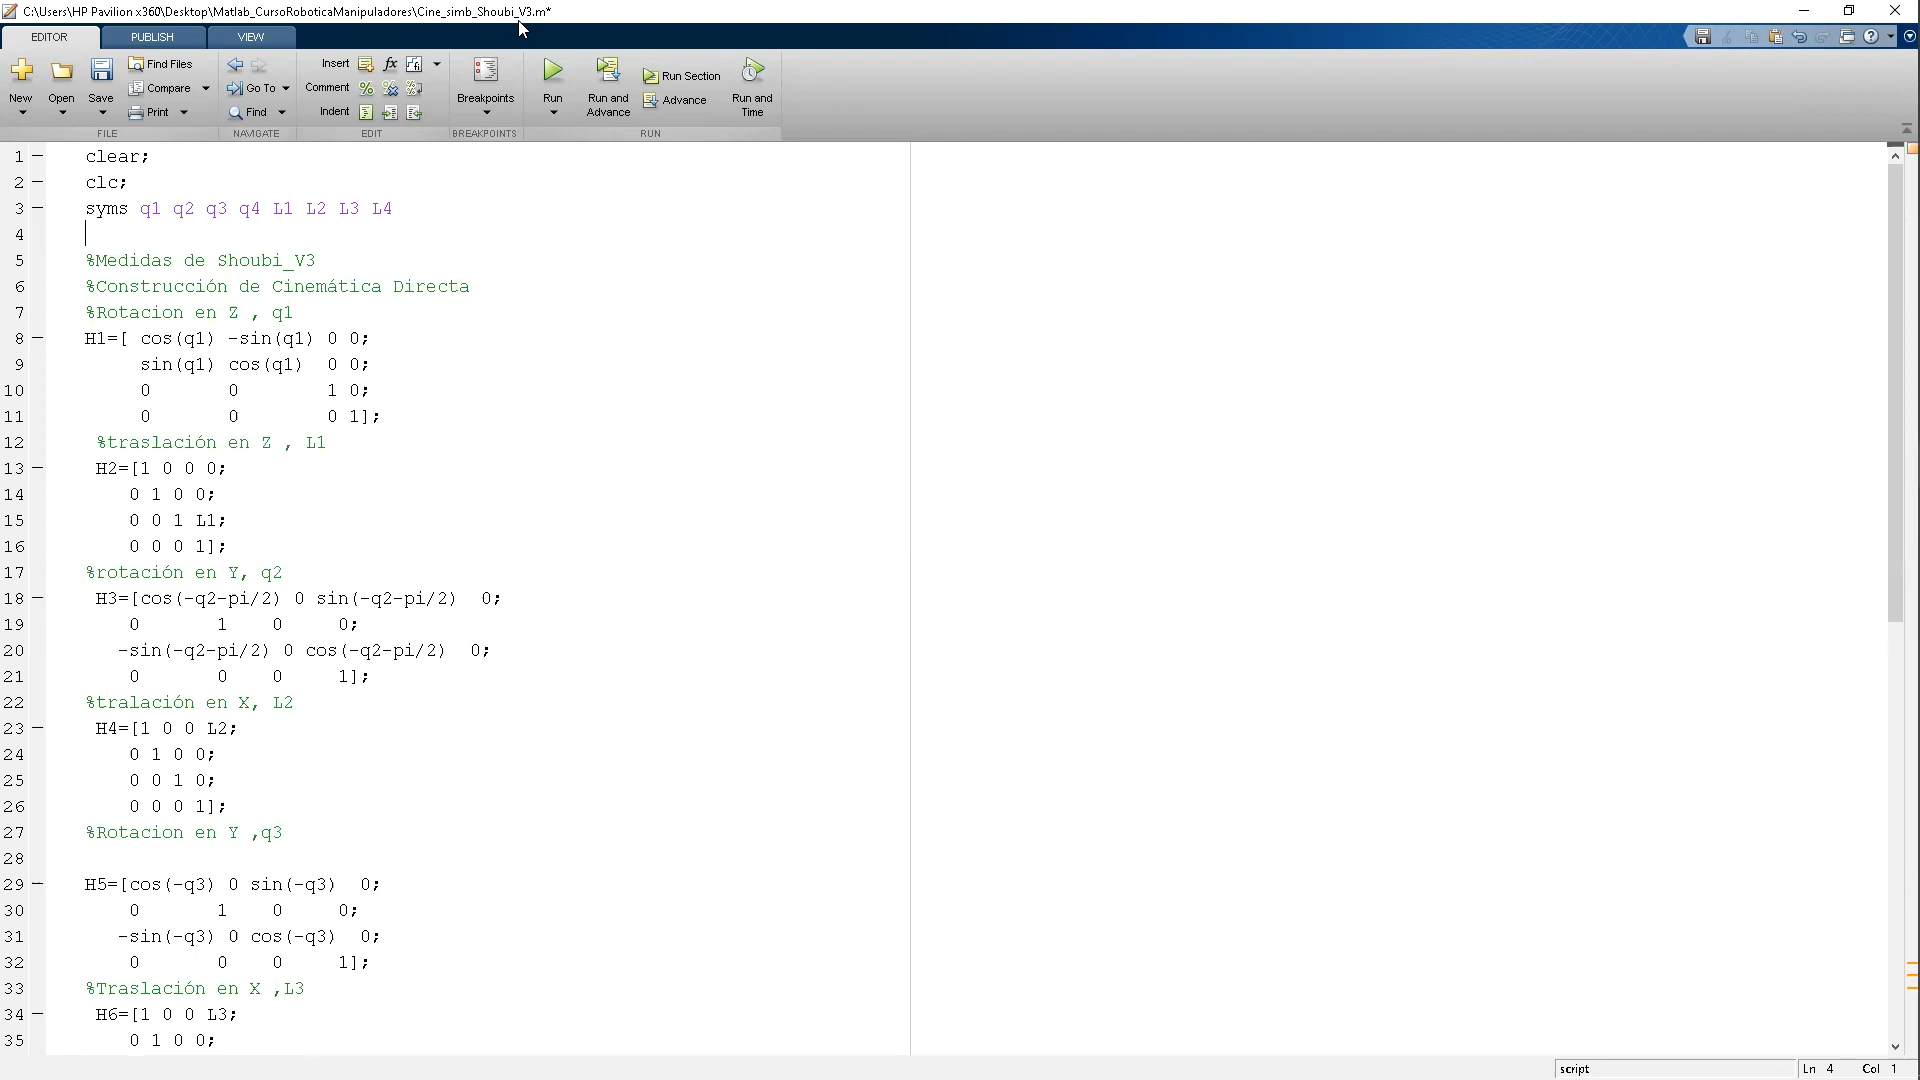 C:\Users\HP Pavilion x360\Desktop\Matlab_CursoRoboticaManipuladores\Cine_simb_Shoubi_V3.m*
EDITOR PUBLISH VIEW
New Open Save Find Files Compare Print
Go To Find
Insert fx Comment Indent
Breakpoints
Run Run and Advance Run Section Advance Run and Time
FILE NAVIGATE EDIT BREAKPOINTS RUN
1 clear;
2 clc;
3 syms q1 q2 q3 q4 L1 L2 L3 L4
4
5 %Medidas de Shoubi_V3
6 %Construcción de Cinemática Directa
7 %Rotacion en Z , q1
8 H1=[ cos(q1) -sin(q1) 0 0;
9 sin(q1) cos(q1) 0 0;
10 0 0 1 0;
11 0 0 0 1];
12 %traslación en Z , L1
13 H2=[1 0 0 0;
14 0 1 0 0;
15 0 0 1 L1;
16 0 0 0 1];
17 %rotación en Y, q2
18 H3=[cos(-q2-pi/2) 0 sin(-q2-pi/2) 0;
19 0 1 0 0;
20 -sin(-q2-pi/2) 0 cos(-q2-pi/2) 0;
21 0 0 0 1];
22 %tralación en X, L2
23 H4=[1 0 0 L2;
24 0 1 0 0;
25 0 0 1 0;
26 0 0 0 1];
27 %Rotacion en Y ,q3
28
29 H5=[cos(-q3) 0 sin(-q3) 0;
30 0 1 0 0;
31 -sin(-q3) 0 cos(-q3) 0;
32 0 0 0 1];
33 %Traslación en X ,L3
34 H6=[1 0 0 L3;
35 0 1 0 0;
script Ln 4 Col 1